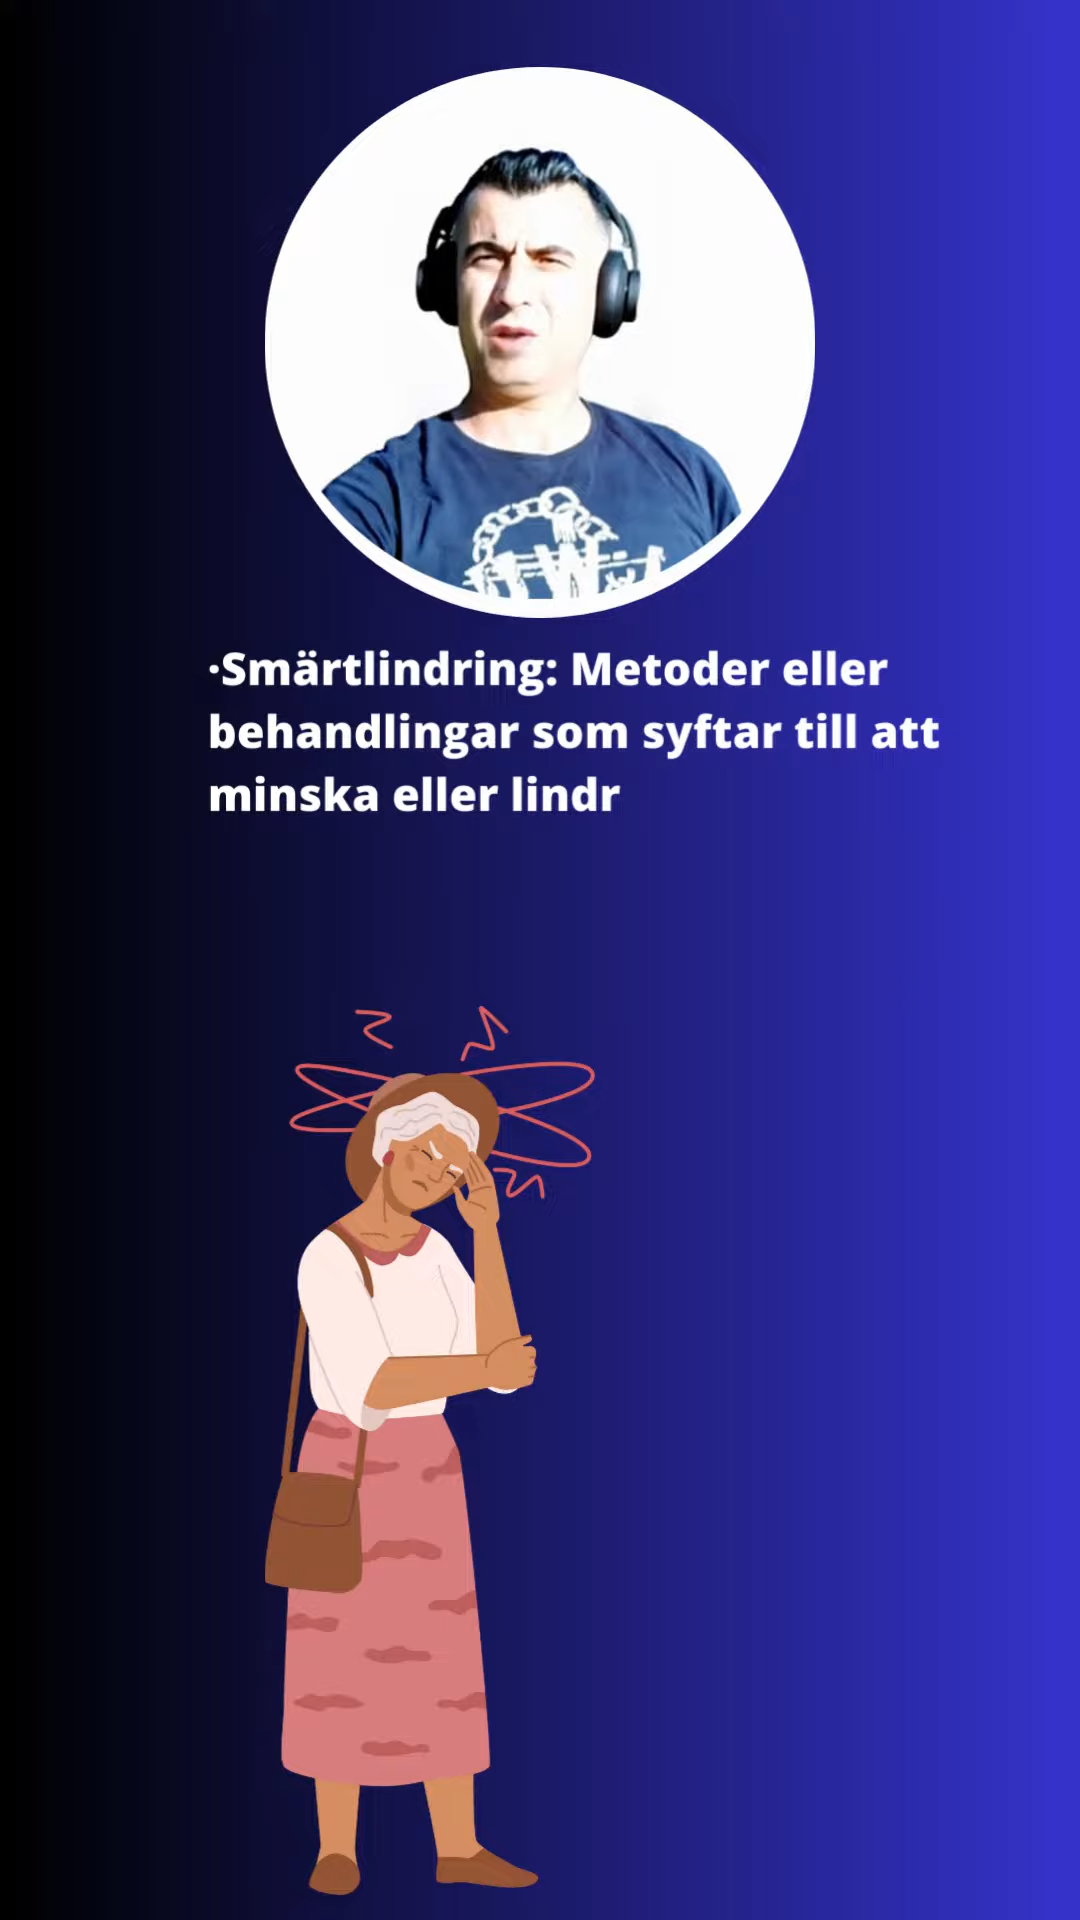 ·Smärtlindring: Metoder eller
behandlingar som syftar till att
minska eller lindr